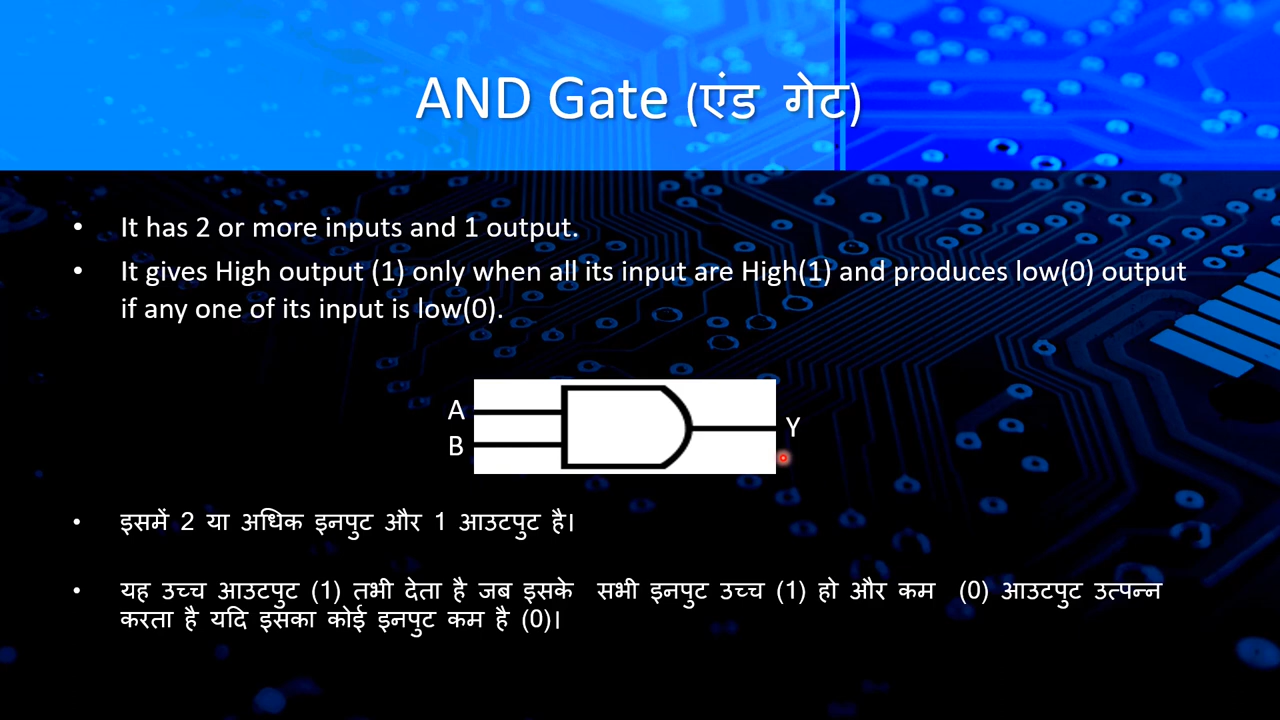 AND Gate (एंड गेट)
• It has 2 or more inputs and 1 output.
• It gives High output (1) only when all its input are High(1) and produces low(0) output
if any one of its input is low(0).
A
B
Y
• इसमें 2 या अधिक इनपुट और 1 आउटपुट है।
• यह उच्च आउटपुट (1) तभी देता है जब इसके सभी इनपुट उच्च (1) हो और कम (0) आउटपुट उत्पन्न
करता है यदि इसका कोई इनपुट कम है (0)।